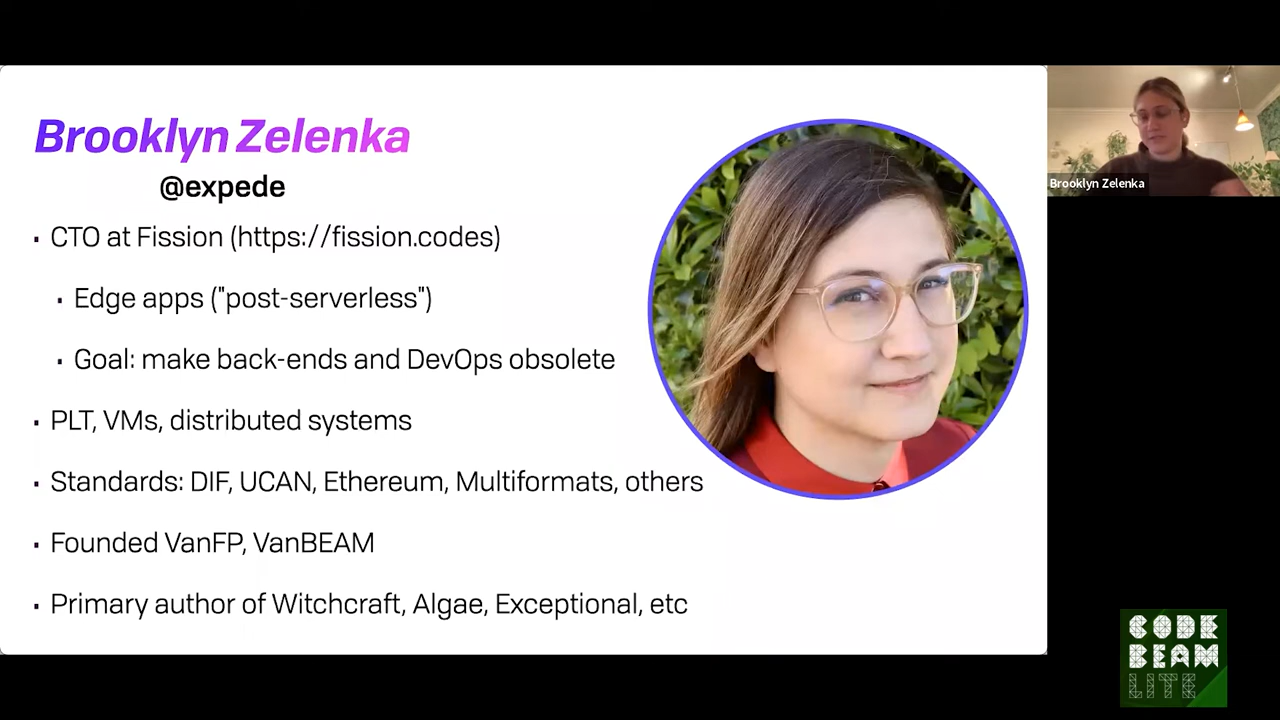 Brooklyn Zelenka
@expede
· CTO at Fission (https://fission.codes)
· Edge apps ("post-serverless")
· Goal: make back-ends and DevOps obsolete
· PLT, VMs, distributed systems
· Standards: DIF, UCAN, Ethereum, Multiformats, others
· Founded VanFP, VanBEAM
· Primary author of Witchcraft, Algae, Exceptional, etc
Brooklyn Zelenka
CODE
BEAM
LITE